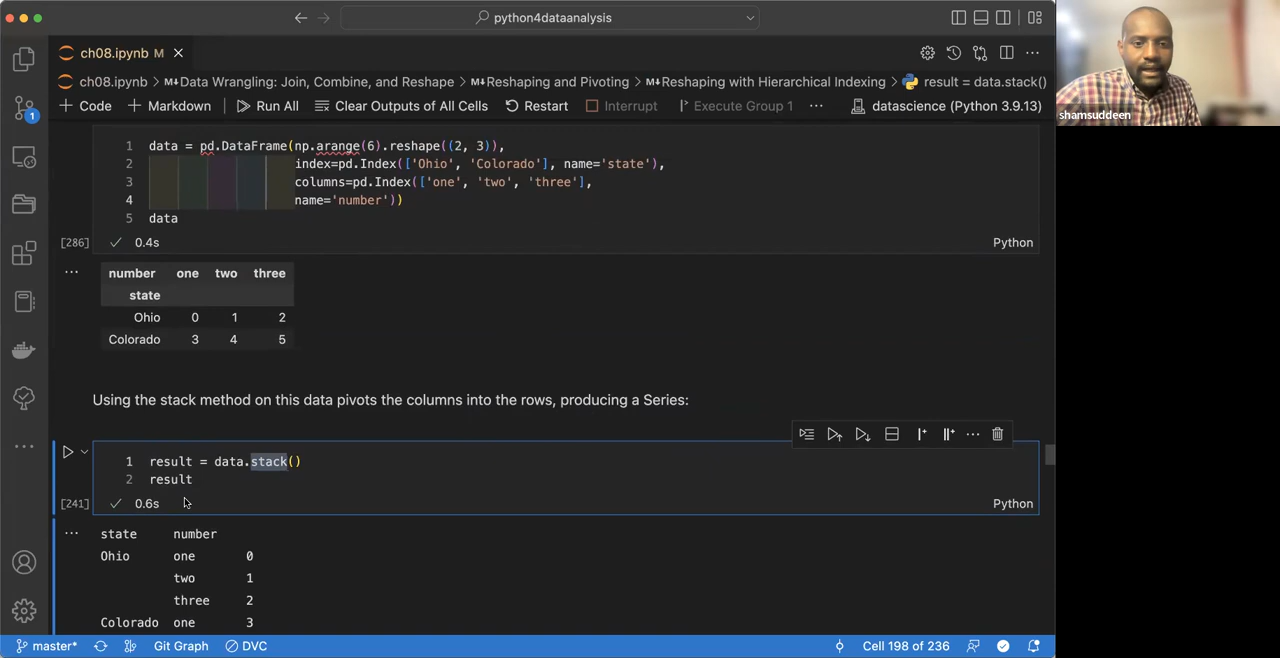 python4dataanalysis
ch08.ipynb M
ch08.ipynb > M↓Data Wrangling: Join, Combine, and Reshape > M↓Reshaping and Pivoting > M↓Reshaping with Hierarchical Indexing > result = data.stack()
+ Code + Markdown Run All Clear Outputs of All Cells Restart Interrupt Execute Group 1 ... datascience (Python 3.9.13)
shamsuddeen
1 data = pd.DataFrame(np.arange(6).reshape((2, 3)),
2 index=pd.Index(['Ohio', 'Colorado'], name='state'),
3 columns=pd.Index(['one', 'two', 'three'],
4 name='number'))
5 data
[286] 0.4s Python
number one two three
state
Ohio 0 1 2
Colorado 3 4 5
Using the stack method on this data pivots the columns into the rows, producing a Series:
1 result = data.stack()
2 result
[241] 0.6s Python
state number
Ohio one 0
two 1
three 2
Colorado one 3
master* Git Graph DVC Cell 198 of 236
1